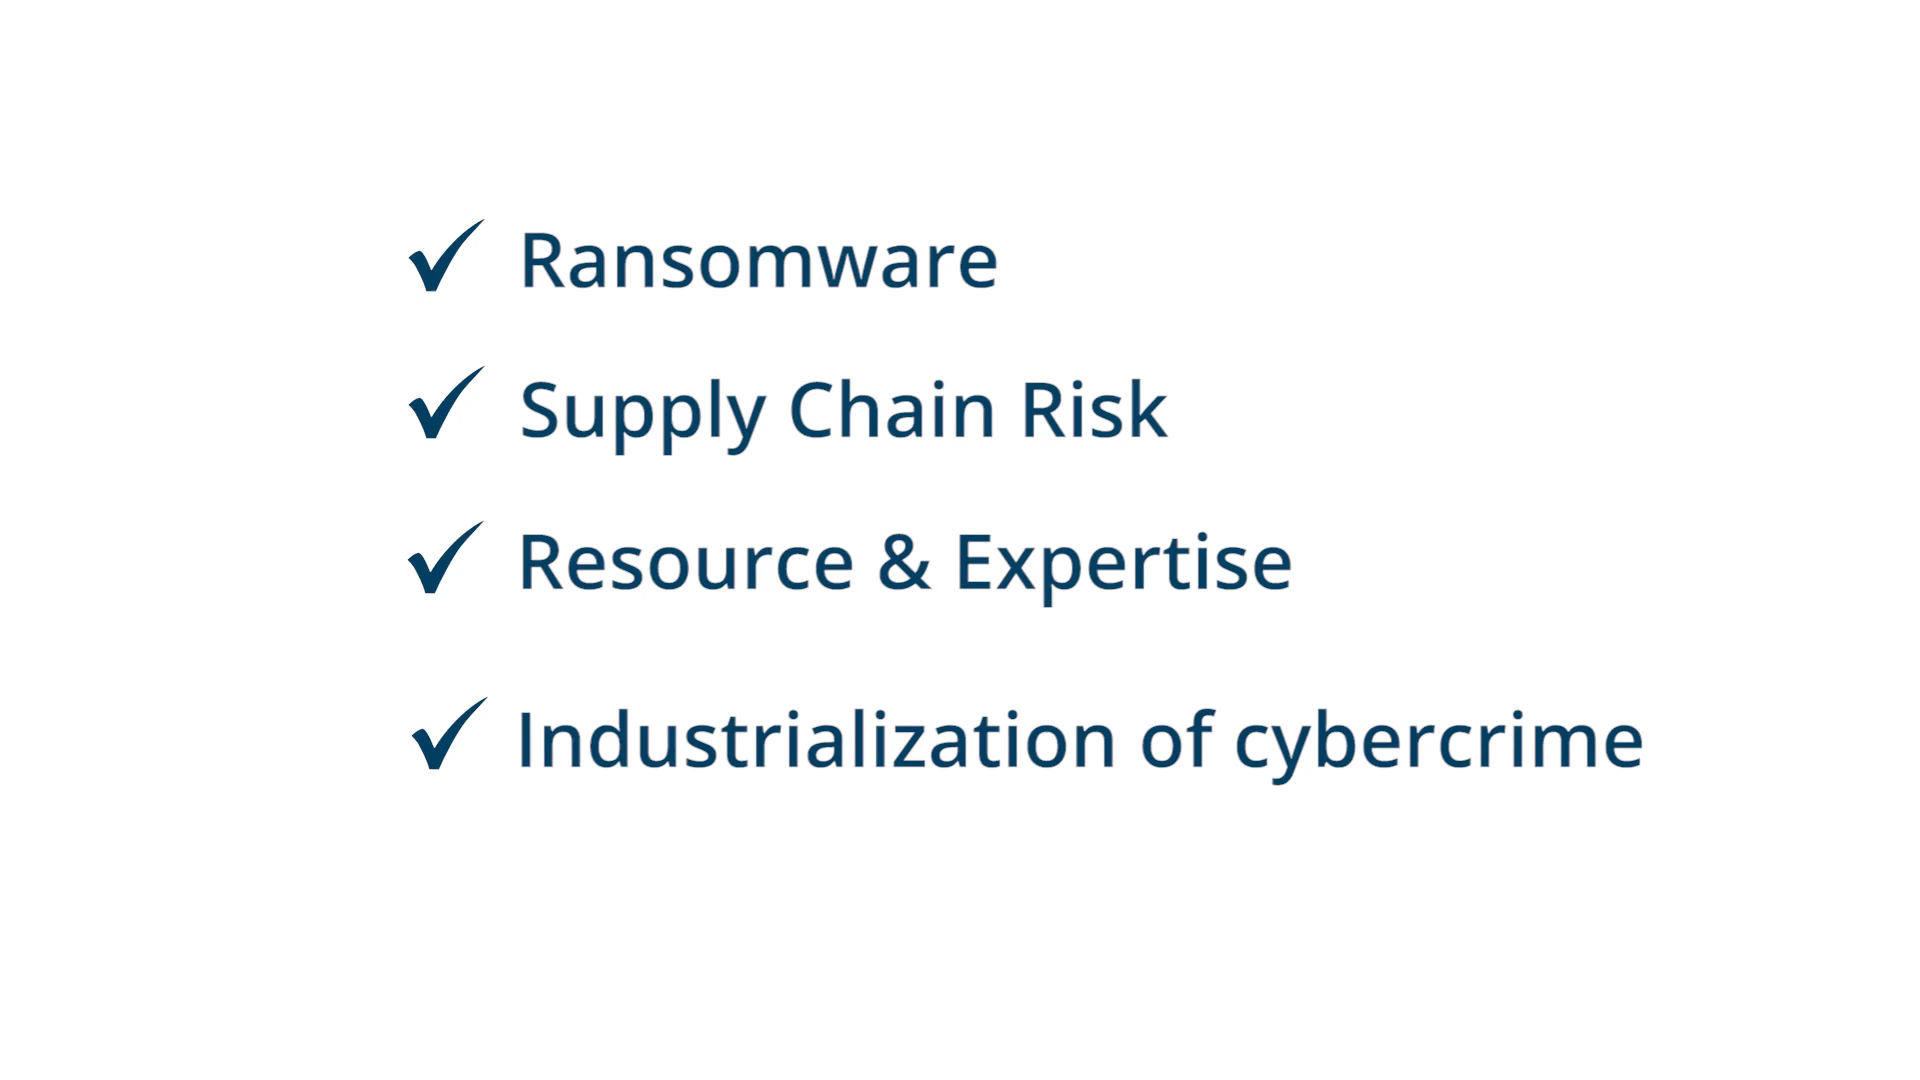 Ransomware
Supply Chain Risk
Resource & Expertise
Industrialization of cybercrime